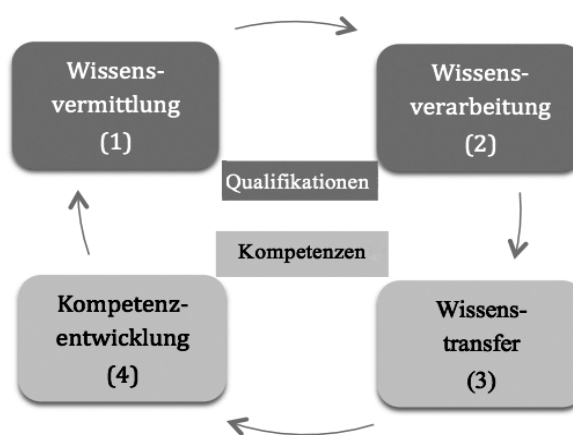 Wissens-
vermittlung
(1)
Wissens-
verarbeitung
(2)
Qualifikationen
Kompetenzen
Kompetenz-
entwicklung
(4)
Wissens-
transfer
(3)